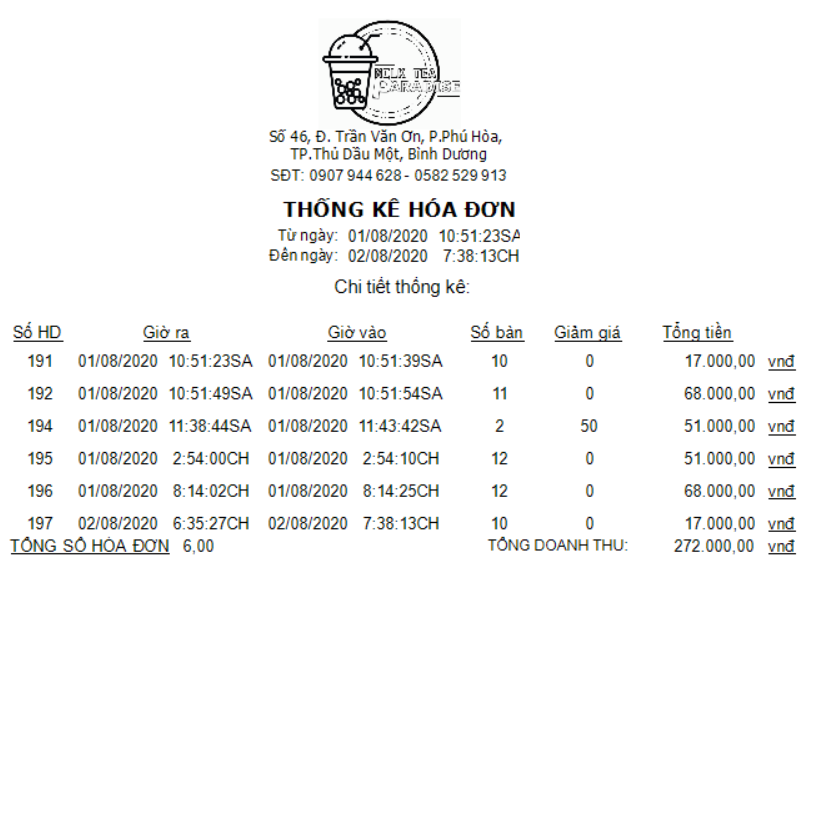 MILK TEA
PARADISE
Số 46, Đ. Trần Văn Ơn, P.Phú Hòa,
TP.Thủ Dầu Một, Bình Dương
SĐT: 0907 944 628 - 0582 529 913
THỐNG KÊ HÓA ĐƠN
Từ ngày: 01/08/2020 10:51:23SA
Đến ngày: 02/08/2020 7:38:13CH
Chi tiết thống kê:
Số HD Giờ ra Giờ vào Số bàn Giảm giá Tổng tiền
191 01/08/2020 10:51:23SA 01/08/2020 10:51:39SA 10 0 17.000,00 vnđ
192 01/08/2020 10:51:49SA 01/08/2020 10:51:54SA 11 0 68.000,00 vnđ
194 01/08/2020 11:38:44SA 01/08/2020 11:43:42SA 2 50 51.000,00 vnđ
195 01/08/2020 2:54:00CH 01/08/2020 2:54:10CH 12 0 51.000,00 vnđ
196 01/08/2020 8:14:02CH 01/08/2020 8:14:25CH 12 0 68.000,00 vnđ
197 02/08/2020 6:35:27CH 02/08/2020 7:38:13CH 10 0 17.000,00 vnđ
TỔNG SỐ HÓA ĐƠN 6,00 TỔNG DOANH THU: 272.000,00 vnđ